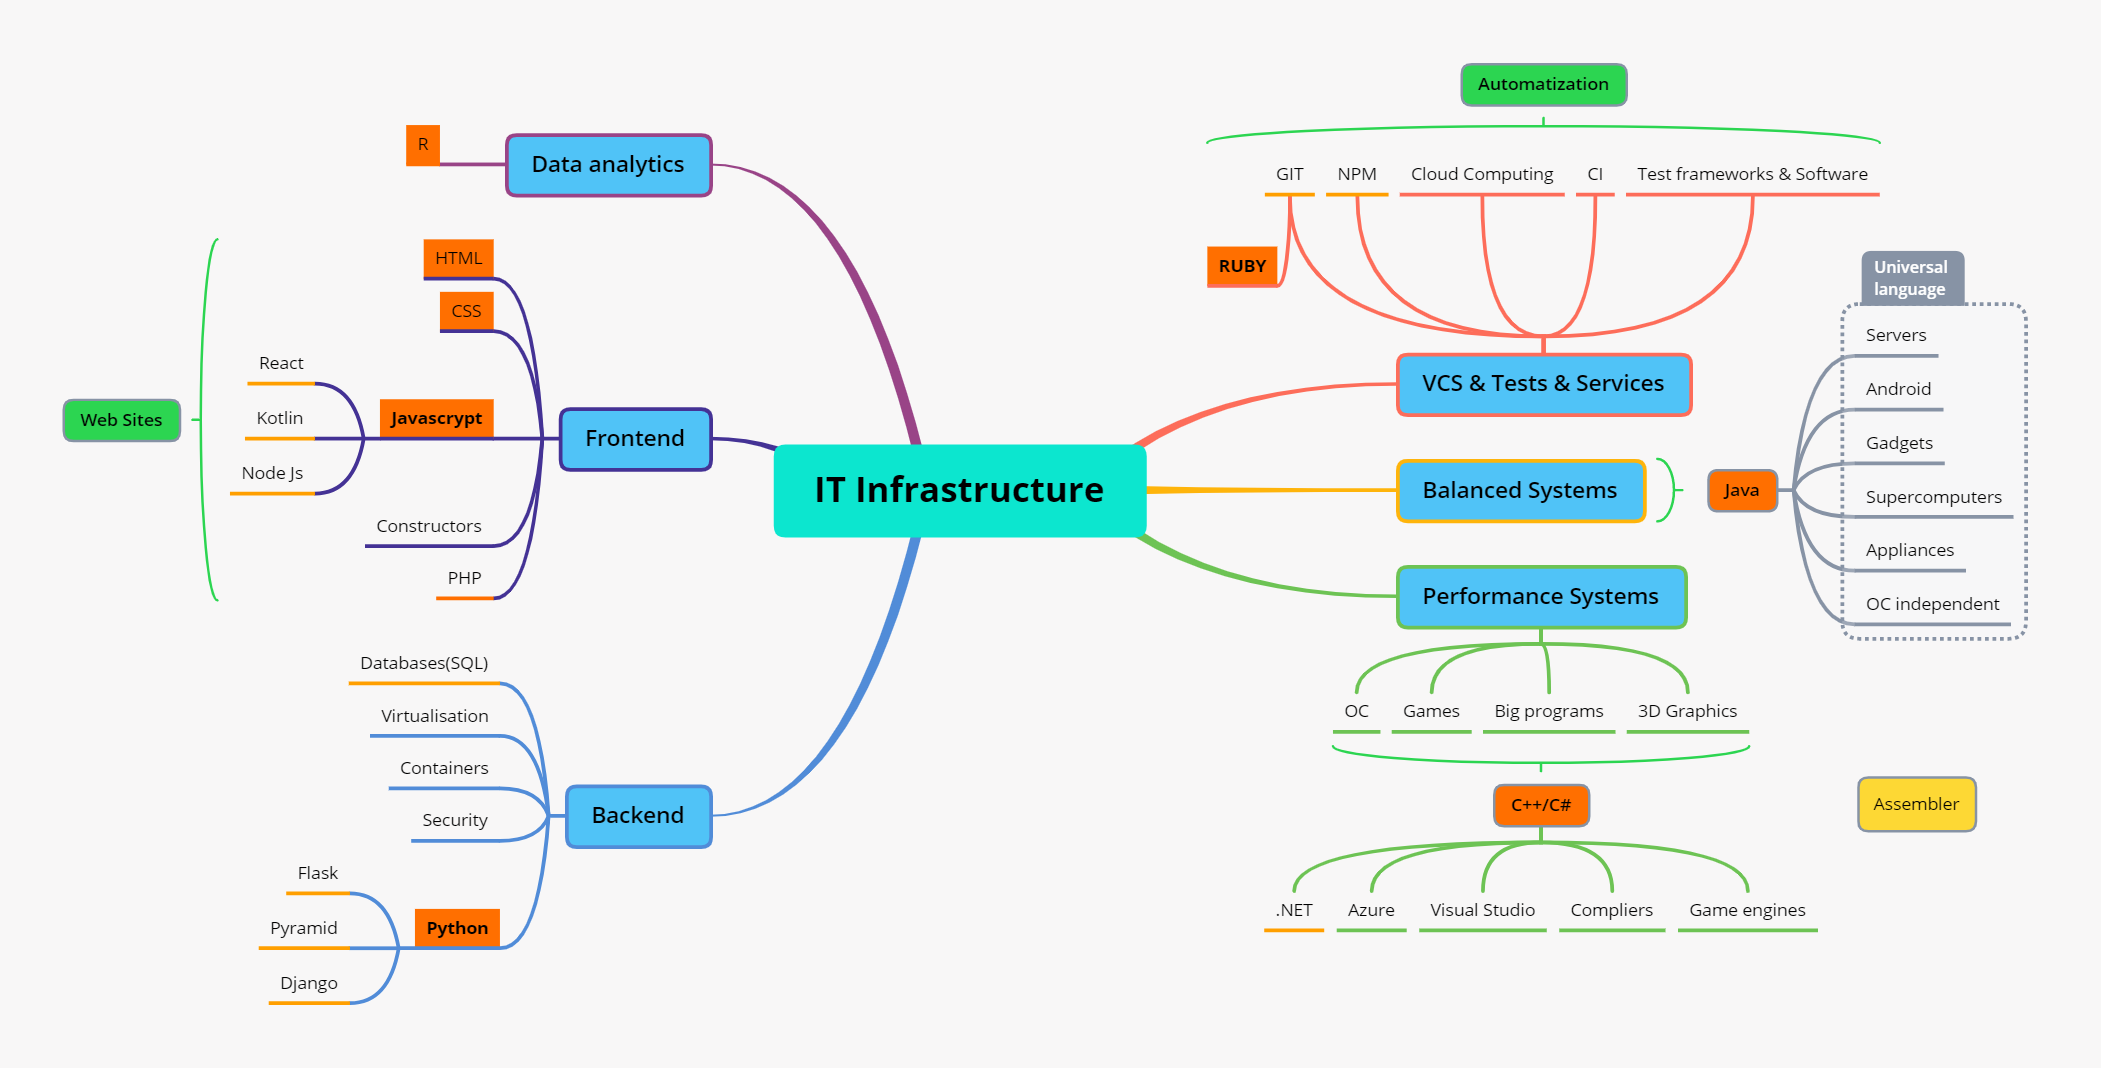 IT Infrastructure
Data analytics
R
Frontend
HTML
CSS
Javascrypt
React
Kotlin
Node Js
Constructors
PHP
Web Sites
Backend
Databases(SQL)
Virtualisation
Containers
Security
Python
Flask
Pyramid
Django
Automatization
GIT
NPM
Cloud Computing
CI
Test frameworks & Software
RUBY
VCS & Tests & Services
Balanced Systems
Java
Universal
language
Servers
Android
Gadgets
Supercomputers
Appliances
OC independent
Performance Systems
OC
Games
Big programs
3D Graphics
C++/C#
.NET
Azure
Visual Studio
Compliers
Game engines
Assembler